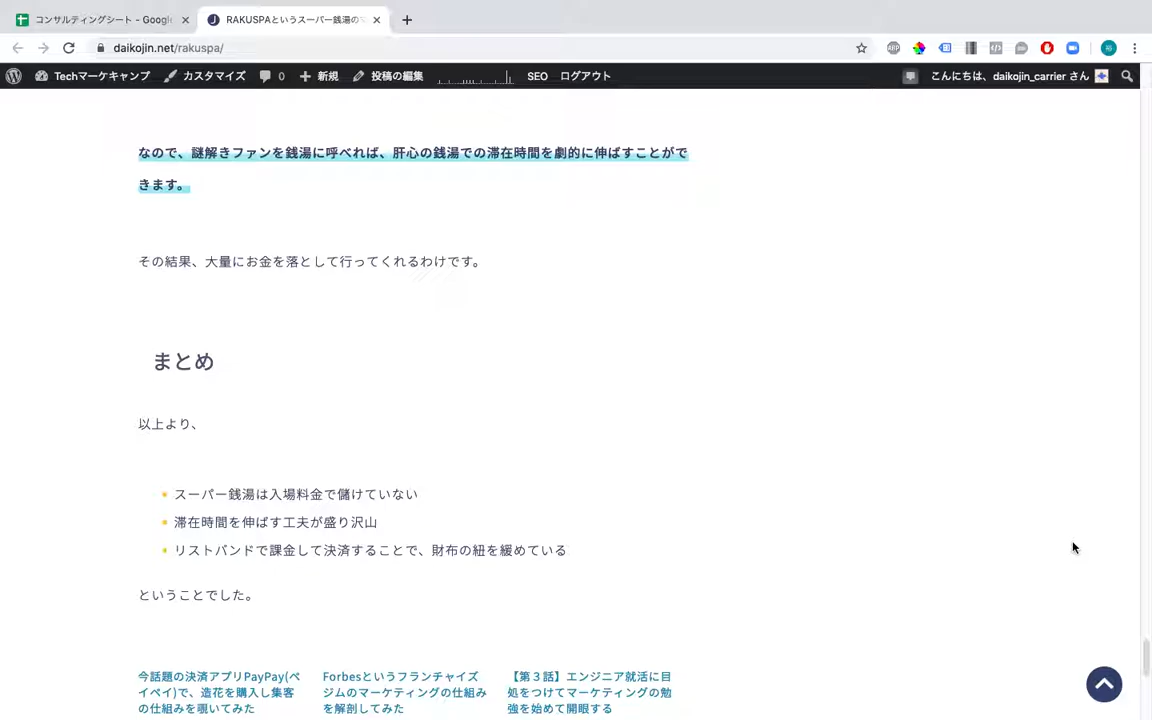 コンサルティングシート - Googl
RAKUSPAというスーパー銭湯の
daikojin.net/rakuspa/
Techマーケキャンプ カスタマイズ 0 新規 投稿の編集 SEO ログアウト こんにちは、daikojin_carrier さん
なので、謎解きファンを銭湯に呼べれば、肝心の銭湯での滞在時間を劇的に伸ばすことがで
きます。
その結果、大量にお金を落として行ってくれるわけです。
まとめ
以上より、
スーパー銭湯は入場料金で儲けていない
滞在時間を伸ばす工夫が盛り沢山
リストバンドで課金して決済することで、財布の紐を緩めている
ということでした。
今話題の決済アプリPayPay(ペ
イペイ)で、造花を購入し集客
の仕組みを覗いてみた
Forbesというフランチャイズ
ジムのマーケティングの仕組み
を解剖してみた
【第３話】エンジニア就活に目
処をつけてマーケティングの勉
強を始めて開眼する